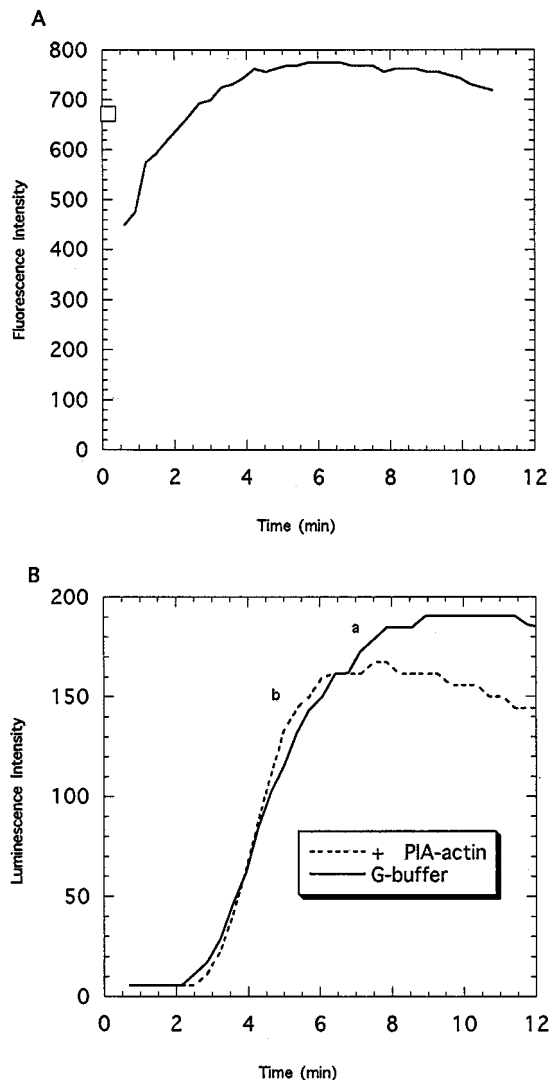 A
800
700
600
500
400
300
200
100
0
Fluorescence Intensity
0 2 4 6 8 10 12
Time (min)
B
200
150
100
50
0
Luminescence Intensity
a
b
+ PIA-actin
G-buffer
0 2 4 6 8 10 12
Time (min)